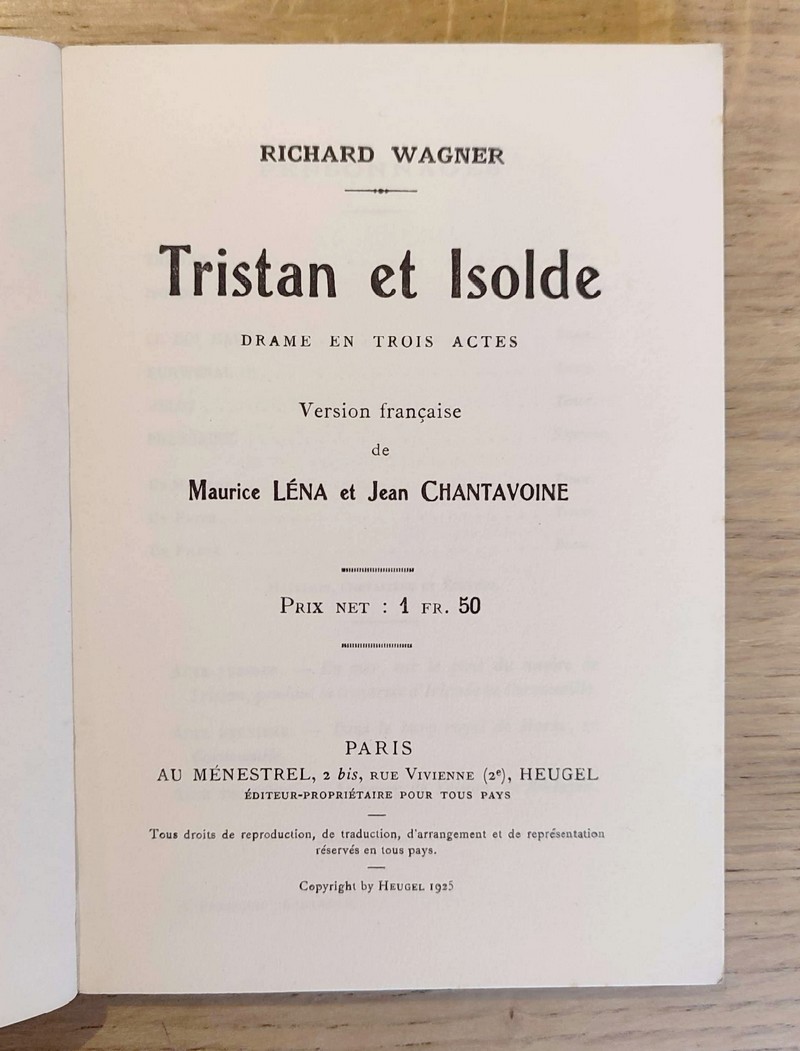 RICHARD WAGNER
Tristan et Isolde
DRAME EN TROIS ACTES
Version française
de
Maurice LÉNA et Jean CHANTAVOINE
PRIX NET : 1 FR. 50
PARIS
AU MÉNESTREL, 2 bis, RUE VIVIENNE (2e), HEUGEL
ÉDITEUR-PROPRIÉTAIRE POUR TOUS PAYS
Tous droits de reproduction, de traduction, d'arrangement et de représentation
réservés en tous pays.
Copyright by HEUGEL 1925